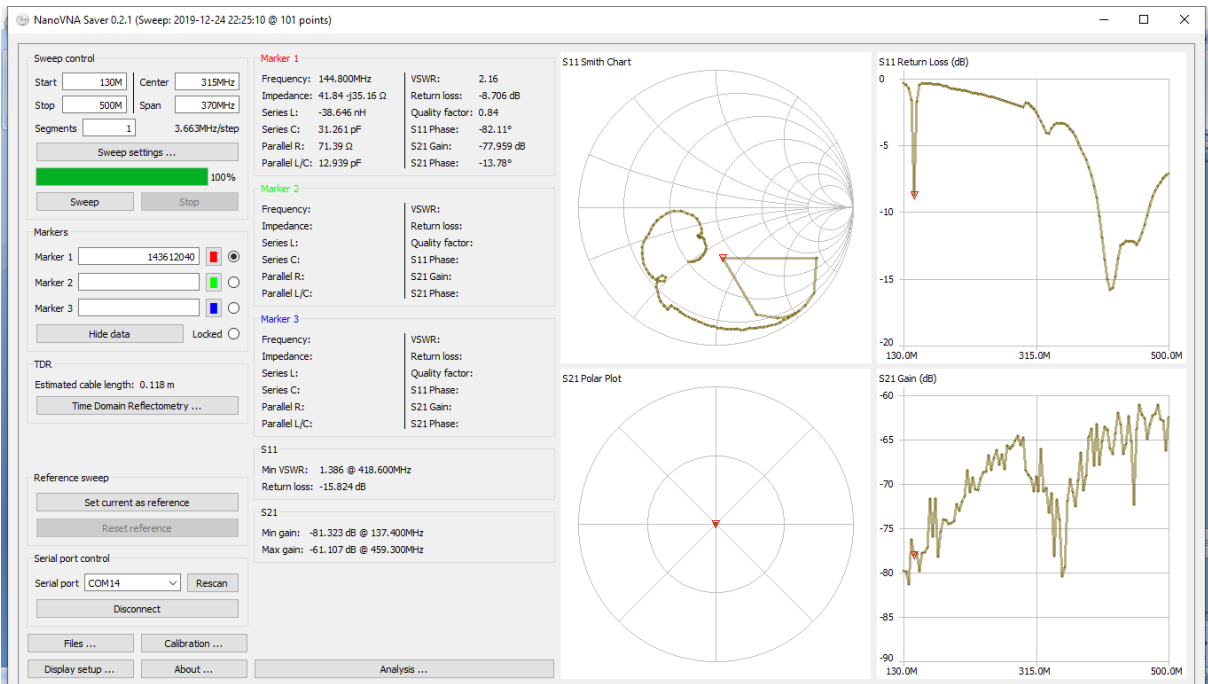 NanoVNA Saver 0.2.1 (Sweep: 2019-12-24 22:25:10 @ 101 points)
Sweep control
Start 130M Center 315MHz
Stop 500M Span 370MHz
Segments 1 3.663MHz/step
Sweep settings ...
100%
Sweep Stop
Markers
Marker 1 143612040
Marker 2
Marker 3
Hide data Locked
TDR
Estimated cable length: 0.118 m
Time Domain Reflectometry ...
Reference sweep
Set current as reference
Reset reference
Serial port control
Serial port COM14 Rescan
Disconnect
Files ... Calibration ...
Display setup ... About ...
Marker 1
Frequency: 144.800MHz VSWR: 2.16
Impedance: 41.84 -j35.16 Ω Return loss: -8.706 dB
Series L: -38.646 nH Quality factor: 0.84
Series C: 31.261 pF S11 Phase: -82.11°
Parallel R: 71.39 Ω S21 Gain: -77.959 dB
Parallel L/C: 12.939 pF S21 Phase: -13.78°
Marker 2
Frequency: VSWR:
Impedance: Return loss:
Series L: Quality factor:
Series C: S11 Phase:
Parallel R: S21 Gain:
Parallel L/C: S21 Phase:
Marker 3
Frequency: VSWR:
Impedance: Return loss:
Series L: Quality factor:
Series C: S11 Phase:
Parallel R: S21 Gain:
Parallel L/C: S21 Phase:
S11
Min VSWR: 1.386 @ 418.600MHz
Return loss: -15.824 dB
S21
Min gain: -81.323 dB @ 137.400MHz
Max gain: -61.107 dB @ 459.300MHz
Analysis ...
S11 Smith Chart
S11 Return Loss (dB)
0
-5
-10
-15
-20
130.0M 315.0M 500.0M
S21 Polar Plot
S21 Gain (dB)
-60
-65
-70
-75
-80
-85
-90
130.0M 315.0M 500.0M